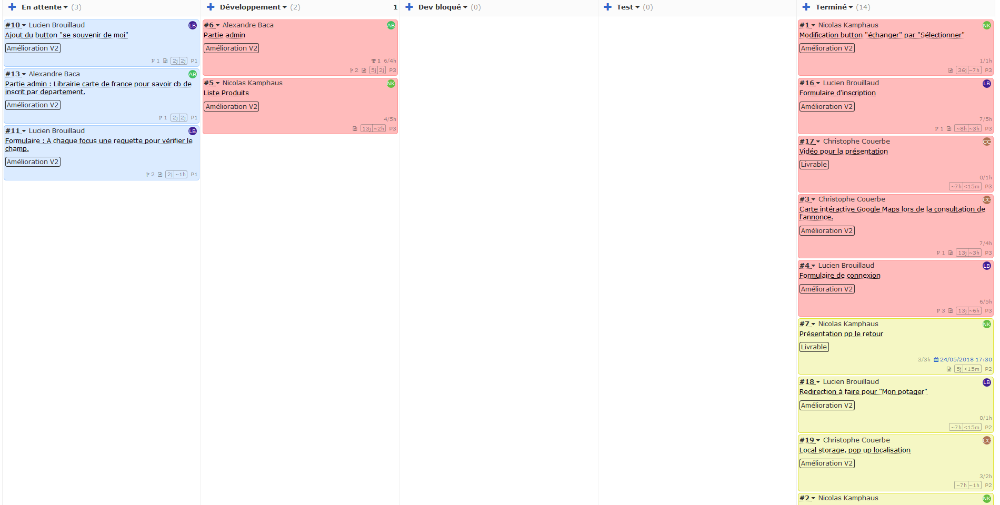 En attente (3)
#10 Lucien Brouillaud LB
Ajout du button "se souvenir de moi"
Amélioration V2
1 2j 2j P1
#13 Alexandre Baca AB
Partie admin : Librairie carte de france pour savoir cb de
inscrit par departement.
Amélioration V2
1 2j 2j P1
#11 Lucien Brouillaud LB
Formulaire : A chaque focus une requette pour vérifier le
champ.
Amélioration V2
2 2j ~1h P1
Développement (2) 1
#6 Alexandre Baca AB
Partie admin
Amélioration V2
1 6/4h
2 5j 2j P3
#5 Nicolas Kamphaus NK
Liste Produits
Amélioration V2
4/5h
13j ~2h P3
Dev bloqué (0)
Test (0)
Terminé (14)
#1 Nicolas Kamphaus NK
Modification button "échanger" par "Sélectionner"
Amélioration V2
1/1h
36j ~7h P3
#16 Lucien Brouillaud LB
Formulaire d'inscription
Amélioration V2
7/5h
1 ~8h ~3h P3
#17 Christophe Couerbe CC
Vidéo pour la présentation
Livrable
0/1h
~7h <15m P3
#3 Christophe Couerbe CC
Carte intéractive Google Maps lors de la consultation de
l'annonce.
Amélioration V2
7/4h
1 13j ~3h P3
#4 Lucien Brouillaud LB
Formulaire de connexion
Amélioration V2
6/5h
3 13j ~6h P3
#7 Nicolas Kamphaus NK
Présentation pp le retour
Livrable
3/3h 24/05/2018 17:30
5j <15m P2
#18 Lucien Brouillaud LB
Redirection à faire pour "Mon potager"
Amélioration V2
0/1h
~7h <15m P2
#19 Christophe Couerbe CC
Local storage, pop up localisation
Amélioration V2
3/2h
~7h ~1h P2
#2 Nicolas Kamphaus NK